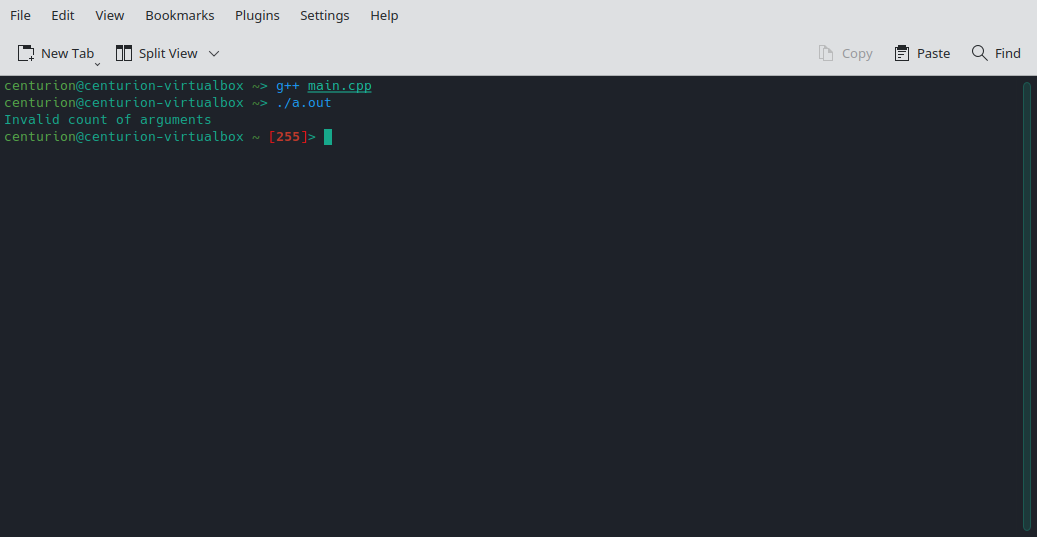 File Edit View Bookmarks Plugins Settings Help
New Tab Split View Copy Paste Find
centurion@centurion-virtualbox ~> g++ main.cpp
centurion@centurion-virtualbox ~> ./a.out
Invalid count of arguments
centurion@centurion-virtualbox ~ [255]>